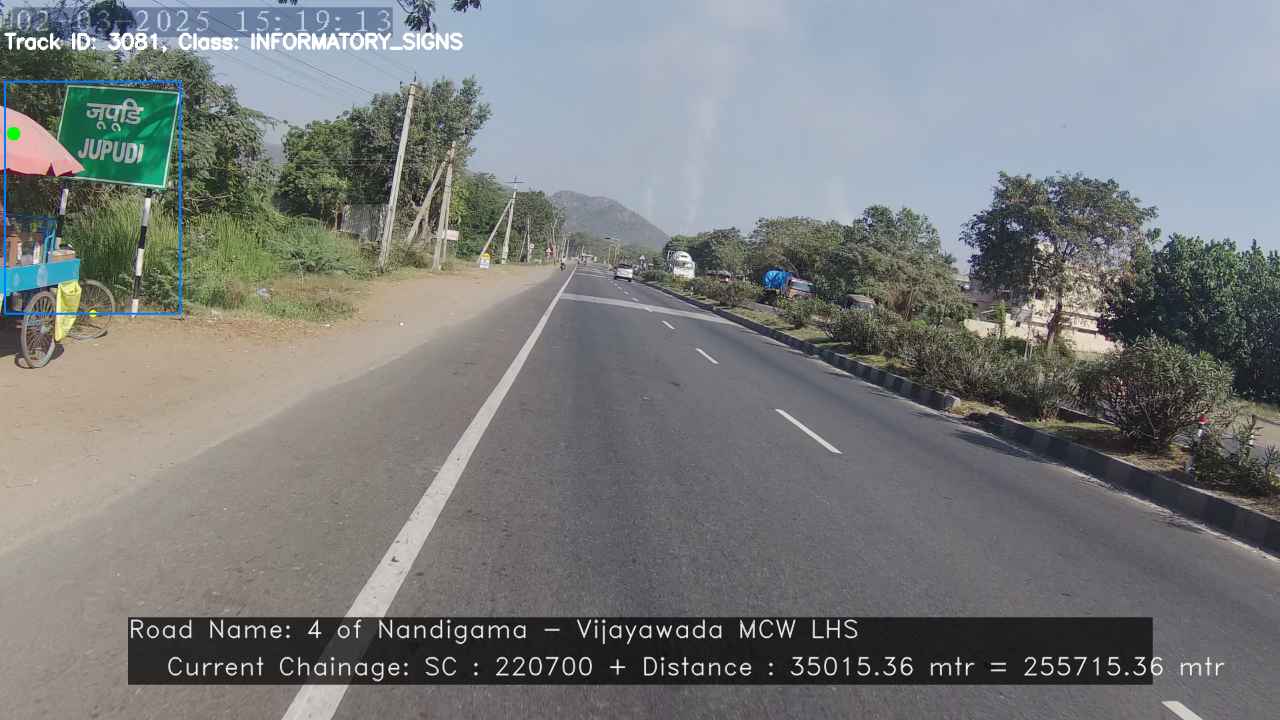 02-03-2025 15:19:13
Track ID: 3081, Class: INFORMATORY_SIGNS
जूपूडि
JUPUDI
Road Name: 4 of Nandigama - Vijayawada MCW LHS
Current Chainage: SC : 220700 + Distance : 35015.36 mtr = 255715.36 mtr